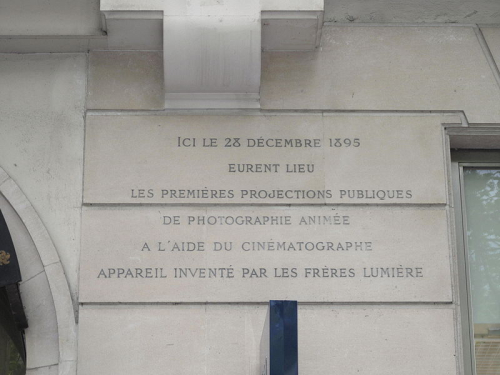 ICI LE 28 DÉCEMBRE 1895
EURENT LIEU
LES PREMIÈRES PROJECTIONS PUBLIQUES
DE PHOTOGRAPHIE ANIMÉE
A L'AIDE DU CINÉMATOGRAPHE
APPAREIL INVENTÉ PAR LES FRÈRES LUMIÈRE